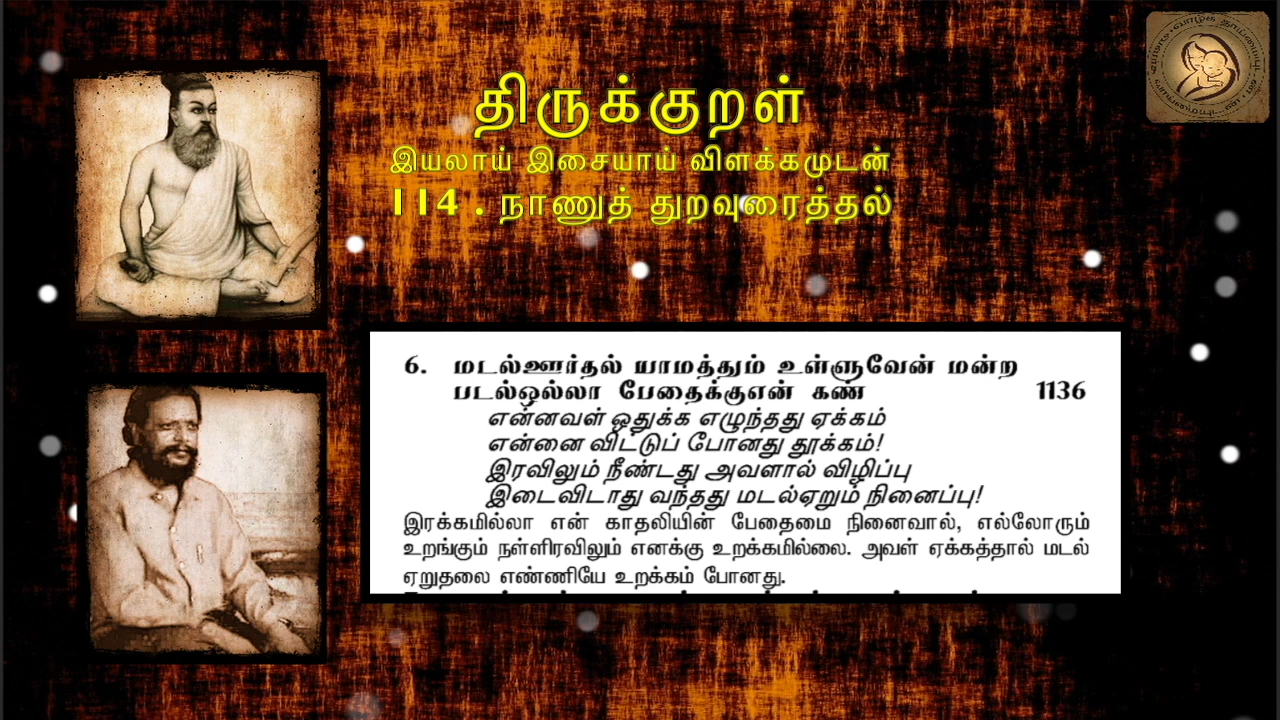 திருக்குறள்
இயலாய் இசையாய் விளக்கமுடன்
114 . நாணுத் துறவுரைத்தல்
6. மடல்ஊர்தல் யாமத்தும் உள்ளுவேன் மன்ற
படல்ஒல்லா பேதைக்குஎன் கண் 1136
என்னவள் ஒதுக்க எழுந்தது ஏக்கம்
என்னை விட்டுப் போனது தூக்கம்!
இரவிலும் நீண்டது அவளால் விழிப்பு
இடைவிடாது வந்தது மடல்ஏறும் நினைப்பு!
இரக்கமில்லா என் காதலியின் பேதைமை நினைவால், எல்லோரும்
உறங்கும் நள்ளிரவிலும் எனக்கு உறக்கமில்லை. அவள் ஏக்கத்தால் மடல்
ஏறுதலை எண்ணியே உறக்கம் போனது.